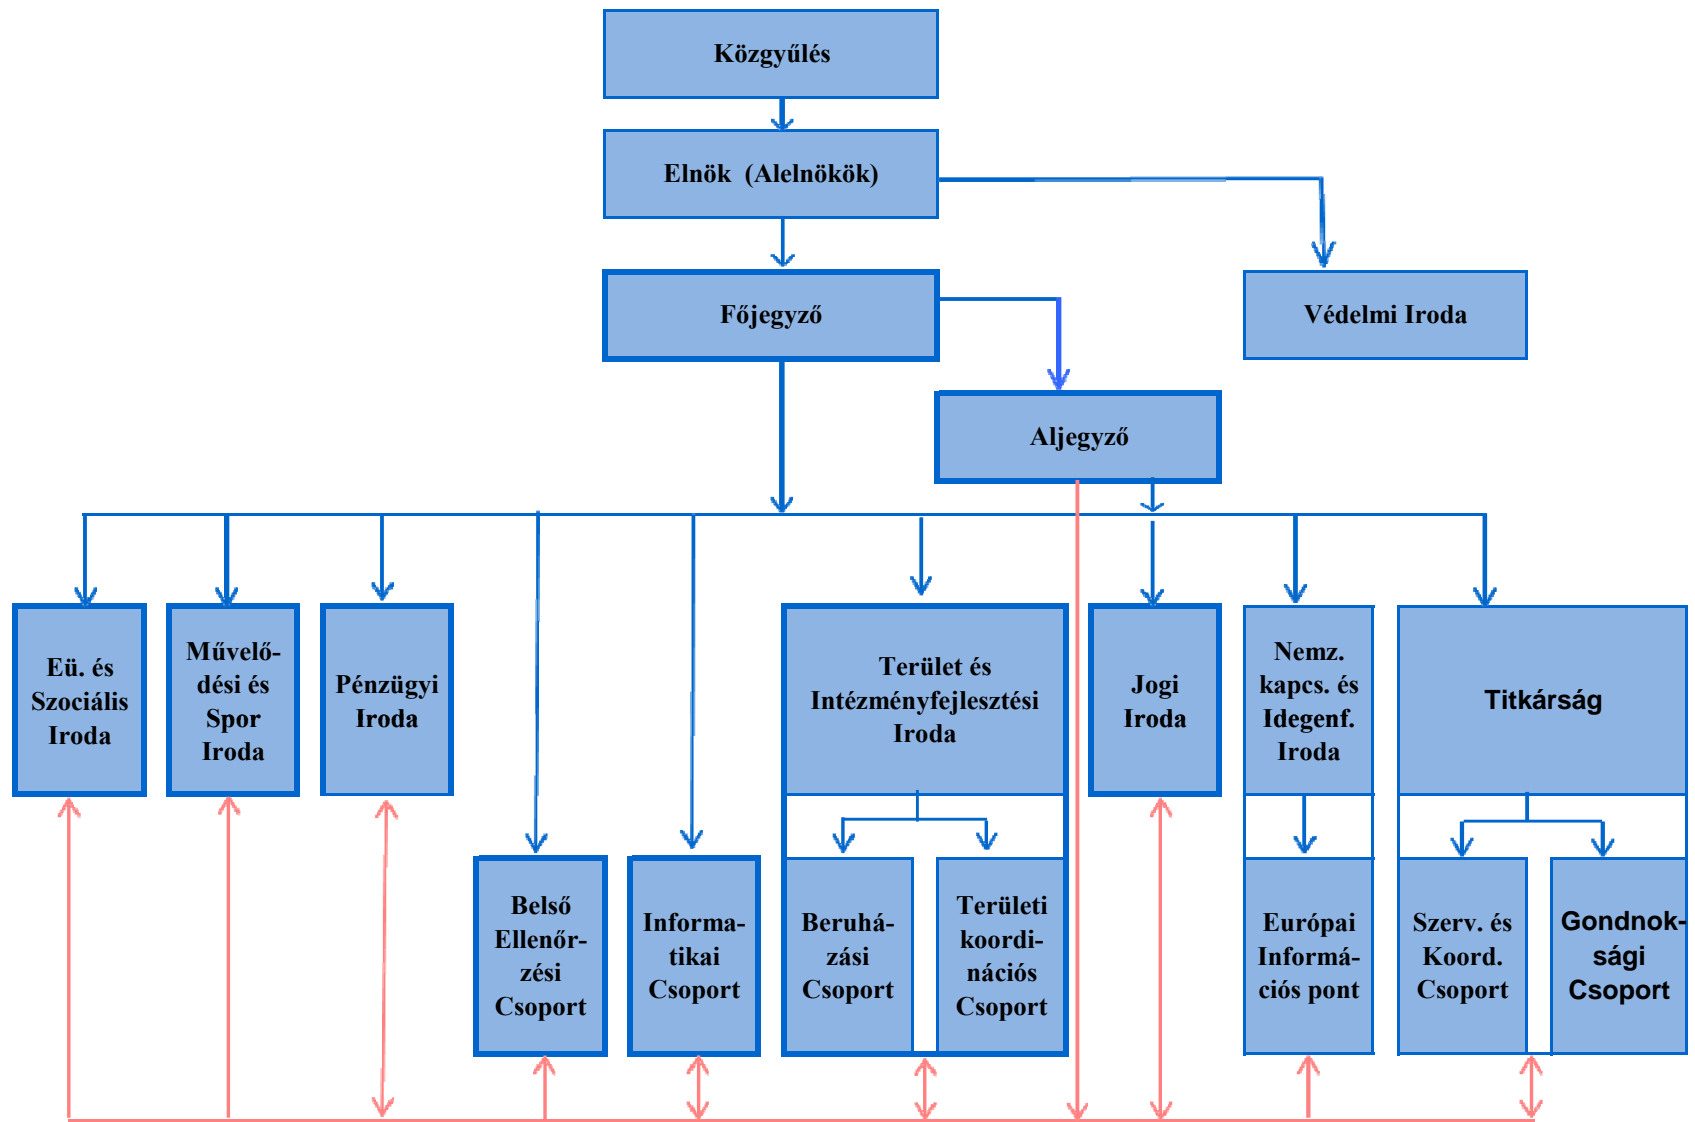 Közgyűlés
Elnök (Alelnökök)
Főjegyző
Védelmi Iroda
Aljegyző
Eü. és
Szociális
Iroda
Művelő-
dési és
Spor
Iroda
Pénzügyi
Iroda
Terület és
Intézményfejlesztési
Iroda
Jogi
Iroda
Nemz.
kapcs. és
Idegenf.
Iroda
Titkárság
Belső
Ellenőr-
zési
Csoport
Informa-
tikai
Csoport
Beruhá-
zási
Csoport
Területi
koordi-
nációs
Csoport
Európai
Informá-
ciós pont
Szerv. és
Koord.
Csoport
Gondnok-
sági
Csoport